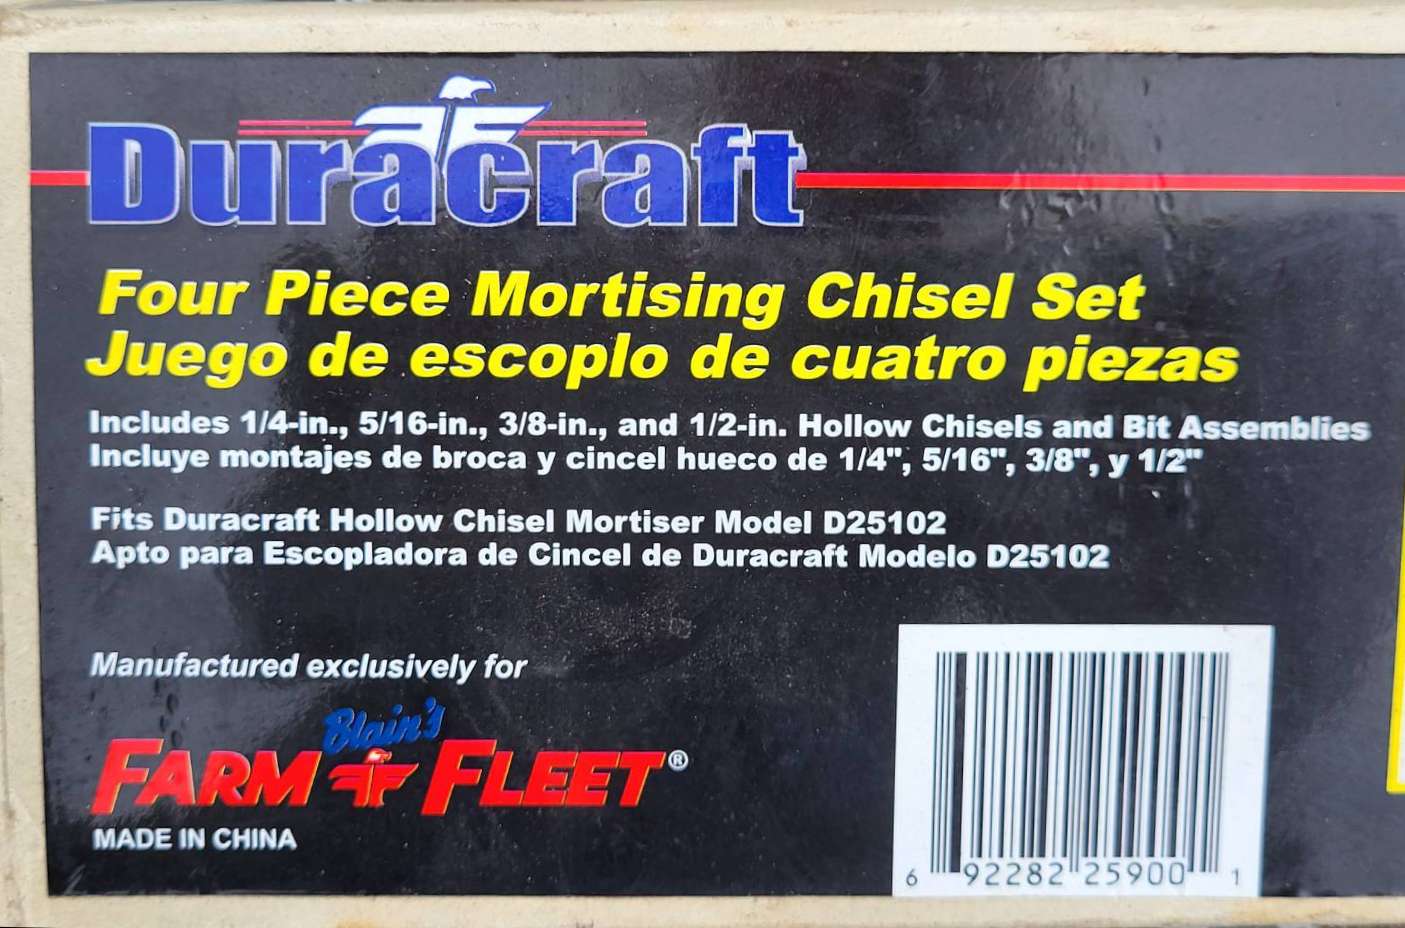 Duracraft
Four Piece Mortising Chisel Set
Juego de escoplo de cuatro piezas
Includes 1/4-in., 5/16-in., 3/8-in., and 1/2-in. Hollow Chisels and Bit Assemblies
Incluye montajes de broca y cincel hueco de 1/4", 5/16", 3/8", y 1/2"
Fits Duracraft Hollow Chisel Mortiser Model D25102
Apto para Escopladora de Cincel de Duracraft Modelo D25102
Manufactured exclusively for
Blain's
FARM FLEET®
MADE IN CHINA
6 92282 25900 1